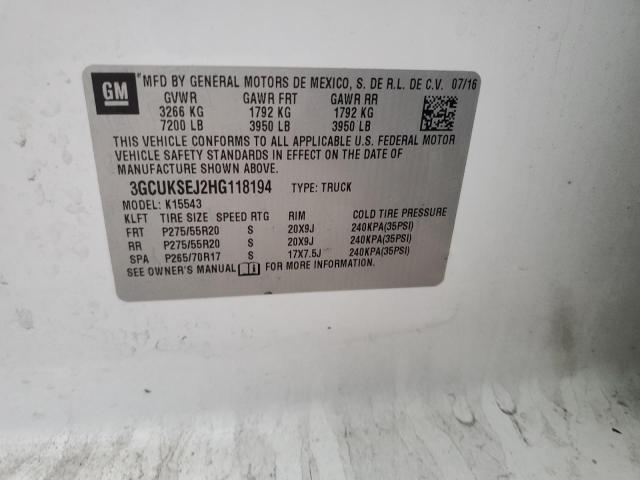 GM
MFD BY GENERAL MOTORS DE MEXICO, S. DE R.L. DE C.V. 07/16
GVWR GAWR FRT GAWR RR
3266 KG 1792 KG 1792 KG
7200 LB 3950 LB 3950 LB
THIS VEHICLE CONFORMS TO ALL APPLICABLE U.S. FEDERAL MOTOR
VEHICLE SAFETY STANDARDS IN EFFECT ON THE DATE OF
MANUFACTURE SHOWN ABOVE.
3GCUKSEJ2HG118194 TYPE: TRUCK
MODEL: K15543
KLFT TIRE SIZE SPEED RTG RIM COLD TIRE PRESSURE
FRT P275/55R20 S 20X9J 240KPA(35PSI)
RR P275/55R20 S 20X9J 240KPA(35PSI)
SPA P265/70R17 S 17X7.5J 240KPA(35PSI)
SEE OWNER'S MANUAL FOR MORE INFORMATION.